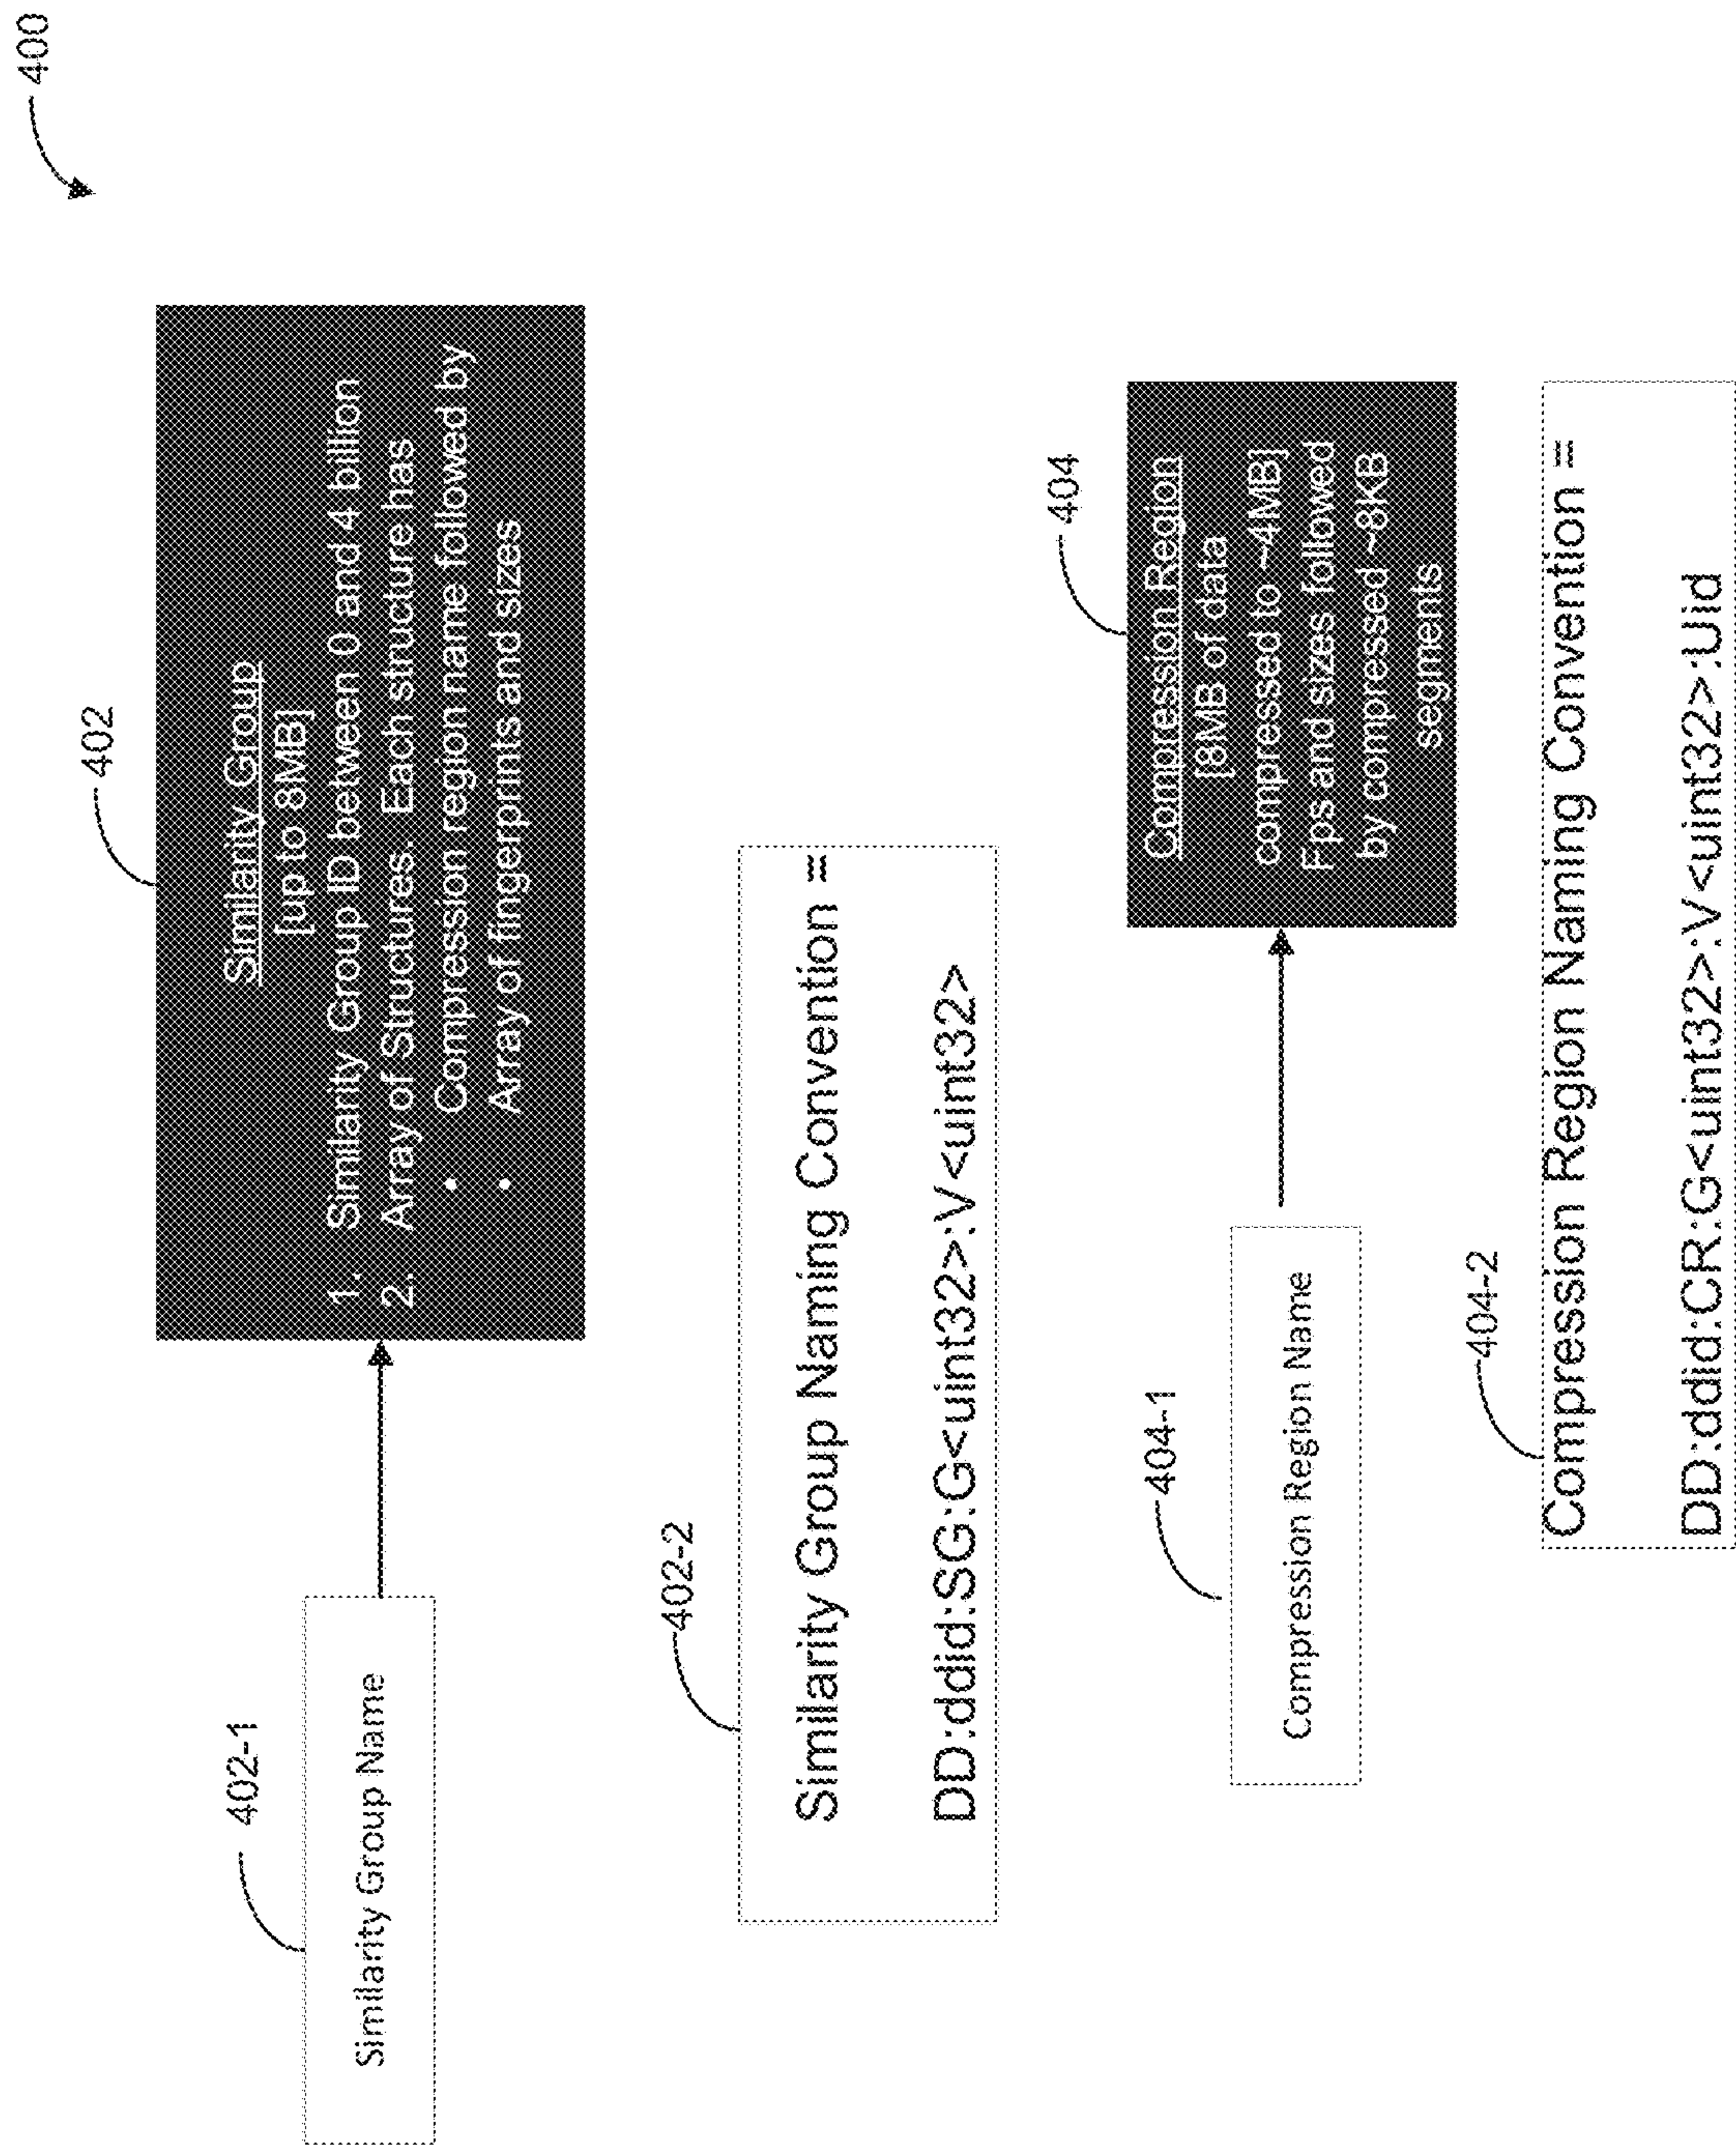 400
402
Similarity Group
[up to 8MB]
1. Similarity Group ID between 0 and 4 billion
2. Array of Structures. Each structure has
• Compression region name followed by
• Array of fingerprints and sizes
402-1
Similarity Group Name
402-2
Similarity Group Naming Convention =
DD:ddid:SG:G<uint32>:V<uint32>
404
Compression Region
[8MB of data
compressed to ~4MB]
Fps and sizes followed
by compressed ~8KB
segments
404-1
Compression Region Name
404-2
Compression Region Naming Convention =
DD:ddid:CR:G<uint32>:V<uint32>:Uid